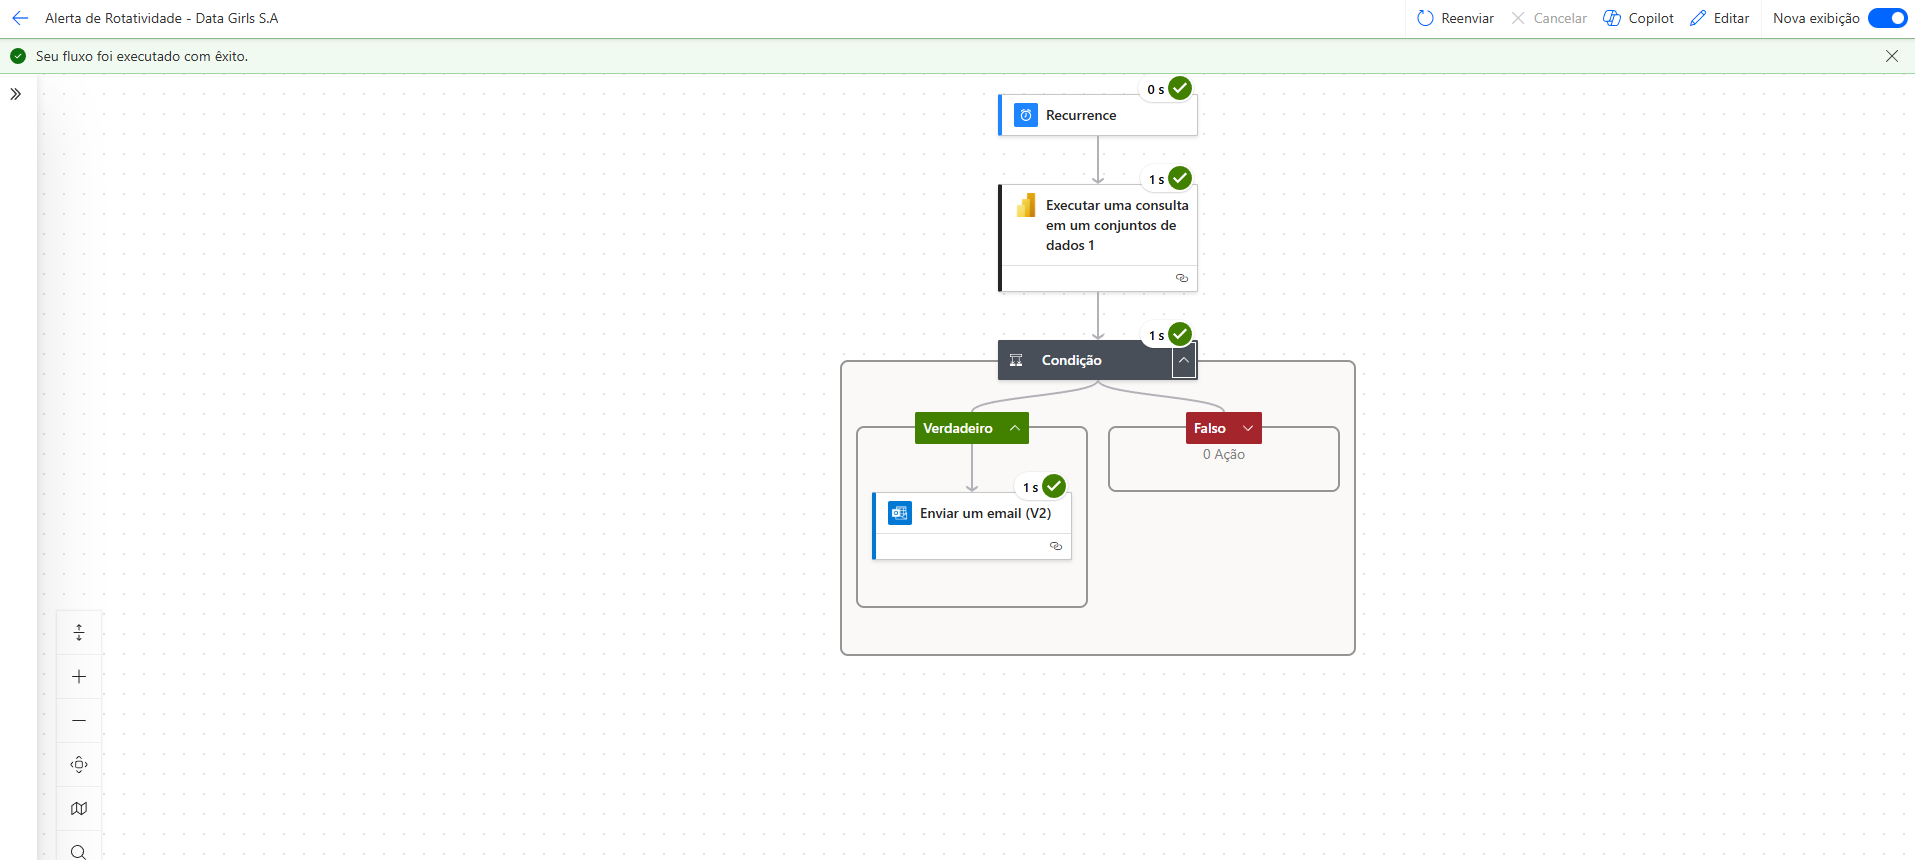 Alerta de Rotatividade - Data Girls S.A
Reenviar
Cancelar
Copilot
Editar
Nova exibição
Seu fluxo foi executado com êxito.
0 s
Recurrence
1 s
Executar uma consulta
em um conjuntos de
dados 1
1 s
Condição
Verdadeiro
Falso
0 Ação
1 s
Enviar um email (V2)